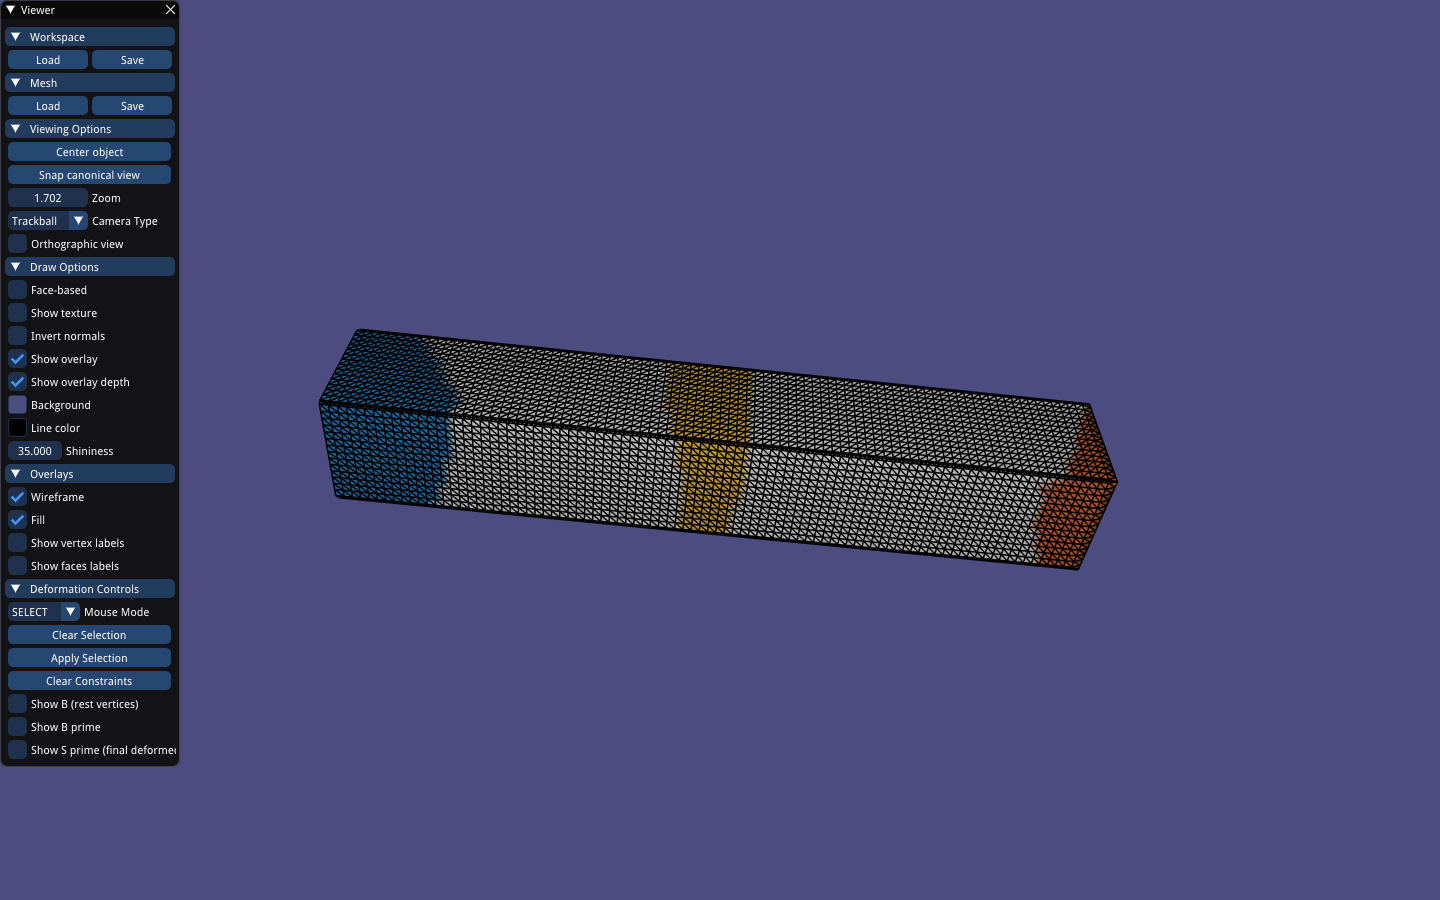 Viewer
Workspace
Load Save
Mesh
Load Save
Viewing Options
Center object
Snap canonical view
1.702 Zoom
Trackball Camera Type
Orthographic view
Draw Options
Face-based
Show texture
Invert normals
Show overlay
Show overlay depth
Background
Line color
35.000 Shininess
Overlays
Wireframe
Fill
Show vertex labels
Show faces labels
Deformation Controls
SELECT Mouse Mode
Clear Selection
Apply Selection
Clear Constraints
Show B (rest vertices)
Show B prime
Show S prime (final deformed